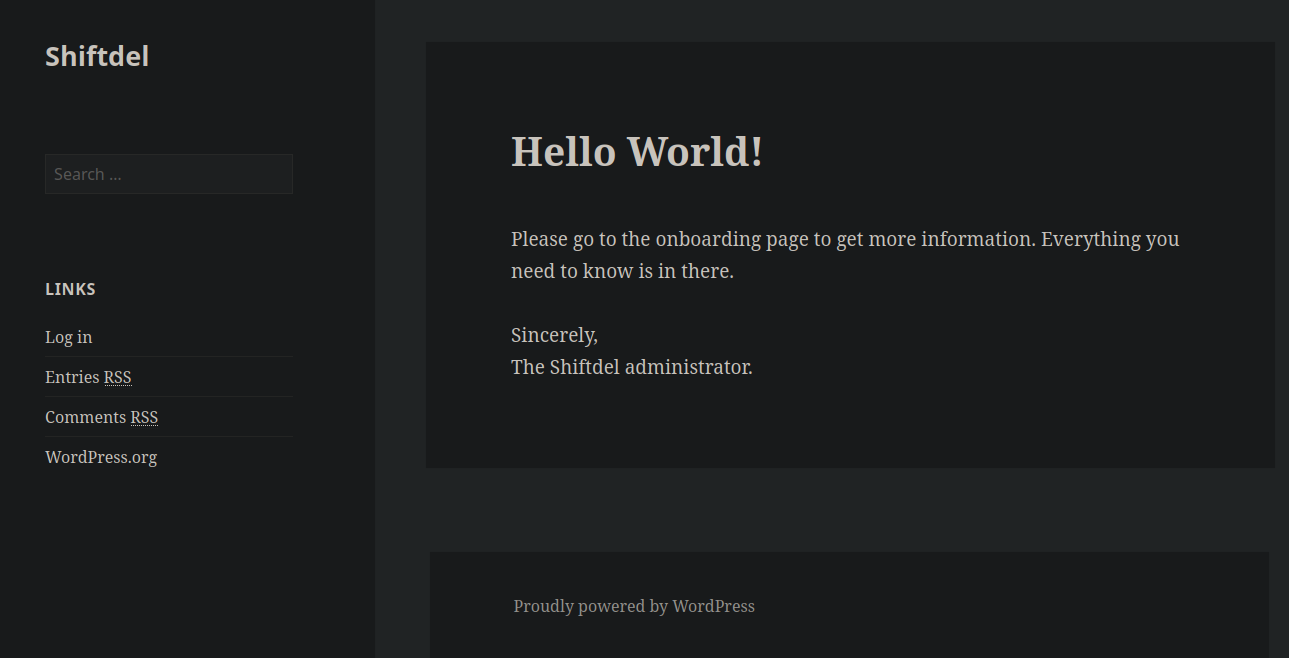 Shiftdel
Search ...
LINKS
Log in
Entries RSS
Comments RSS
WordPress.org
Hello World!
Please go to the onboarding page to get more information. Everything you
need to know is in there.
Sincerely,
The Shiftdel administrator.
Proudly powered by WordPress